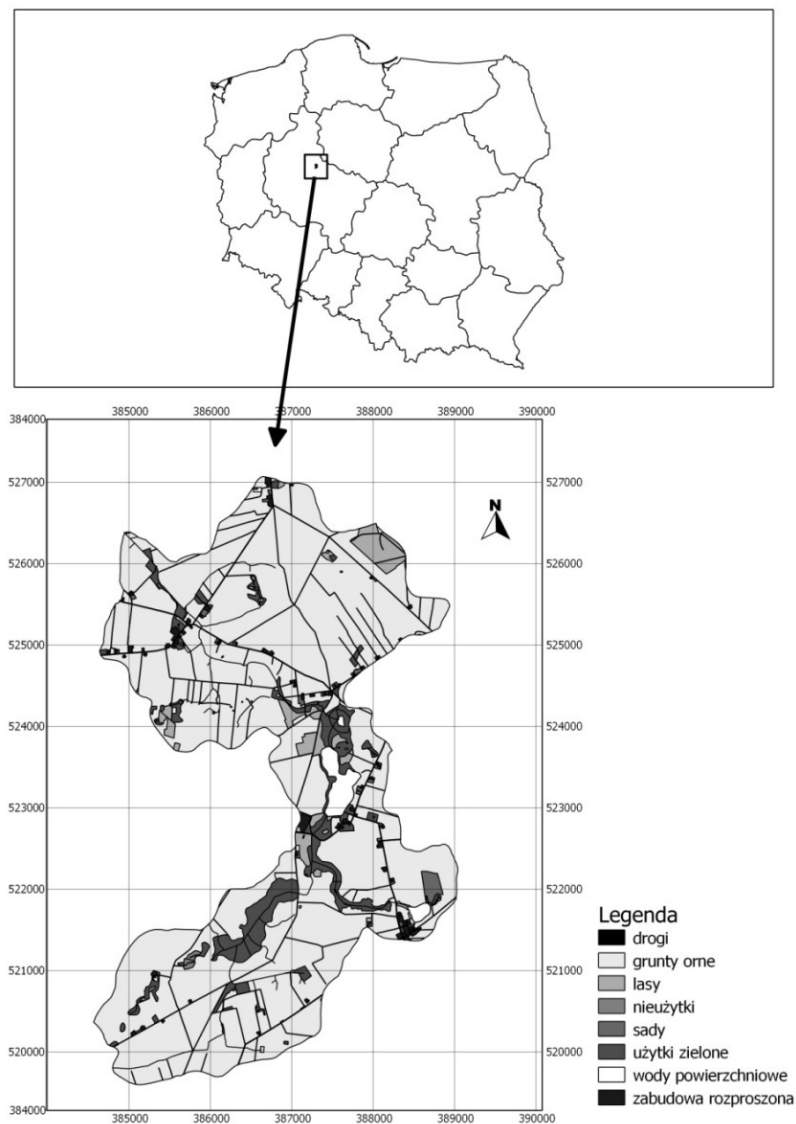 384000
385000 386000 387000 388000 389000 390000
527000 N 527000
526000 526000
525000 525000
524000 524000
523000 523000
522000 522000
521000 521000
520000 520000
384000
385000 386000 387000 388000 389000 390000
Legenda
drogi
grunty orne
lasy
nieużytki
sady
użytki zielone
wody powierzchniowe
zabudowa rozproszona